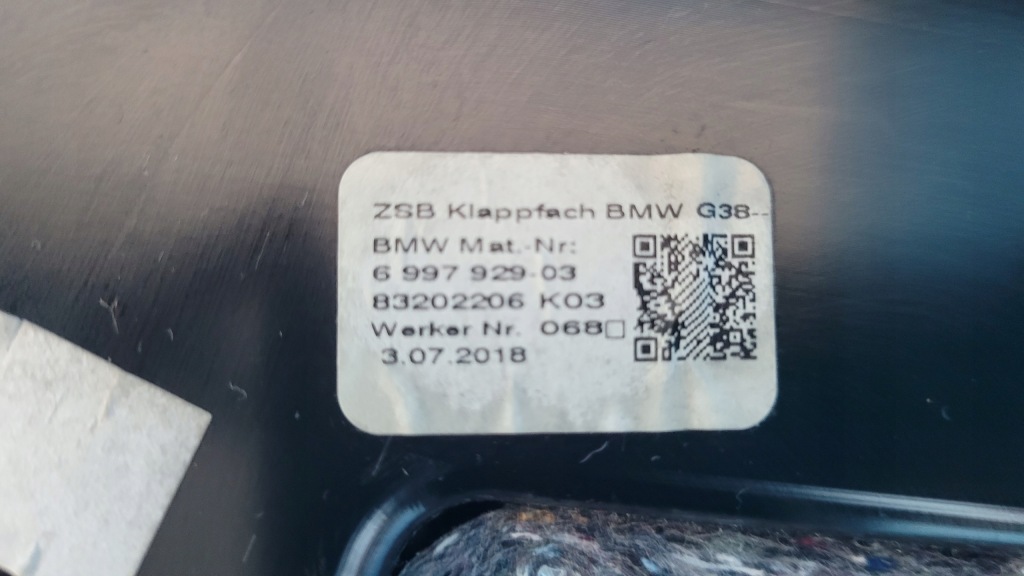 ZSB Klappfach BMW G38--
BMW Mat.-Nr:
6 997 929-03
83202206 K03
Werker Nr. 068□
3.07.2018